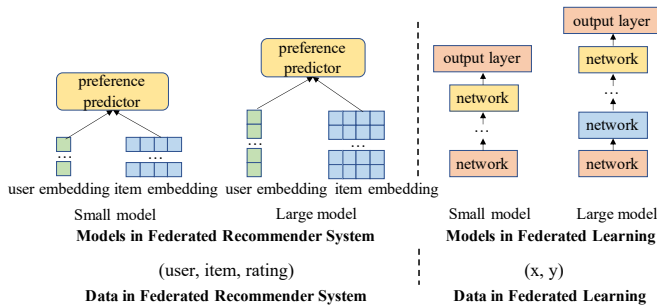 preference
predictor
...
...
user embedding item embedding
Small model
preference
predictor
...
...
user embedding item embedding
Large model
Models in Federated Recommender System
(user, item, rating)
Data in Federated Recommender System
output layer
network
...
network
Small model
output layer
network
...
network
network
Large model
Models in Federated Learning
(x, y)
Data in Federated Learning